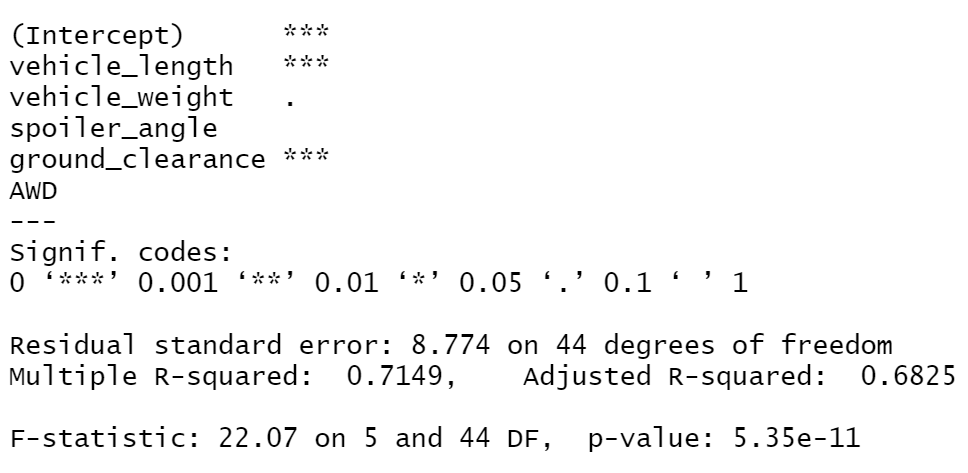 (Intercept) ***
vehicle_length ***
vehicle_weight .
spoiler_angle
ground_clearance ***
AWD
---
Signif. codes:
0 ‘***’ 0.001 ‘**’ 0.01 ‘*’ 0.05 ‘.’ 0.1 ‘ ’ 1
Residual standard error: 8.774 on 44 degrees of freedom
Multiple R-squared: 0.7149, Adjusted R-squared: 0.6825
F-statistic: 22.07 on 5 and 44 DF, p-value: 5.35e-11